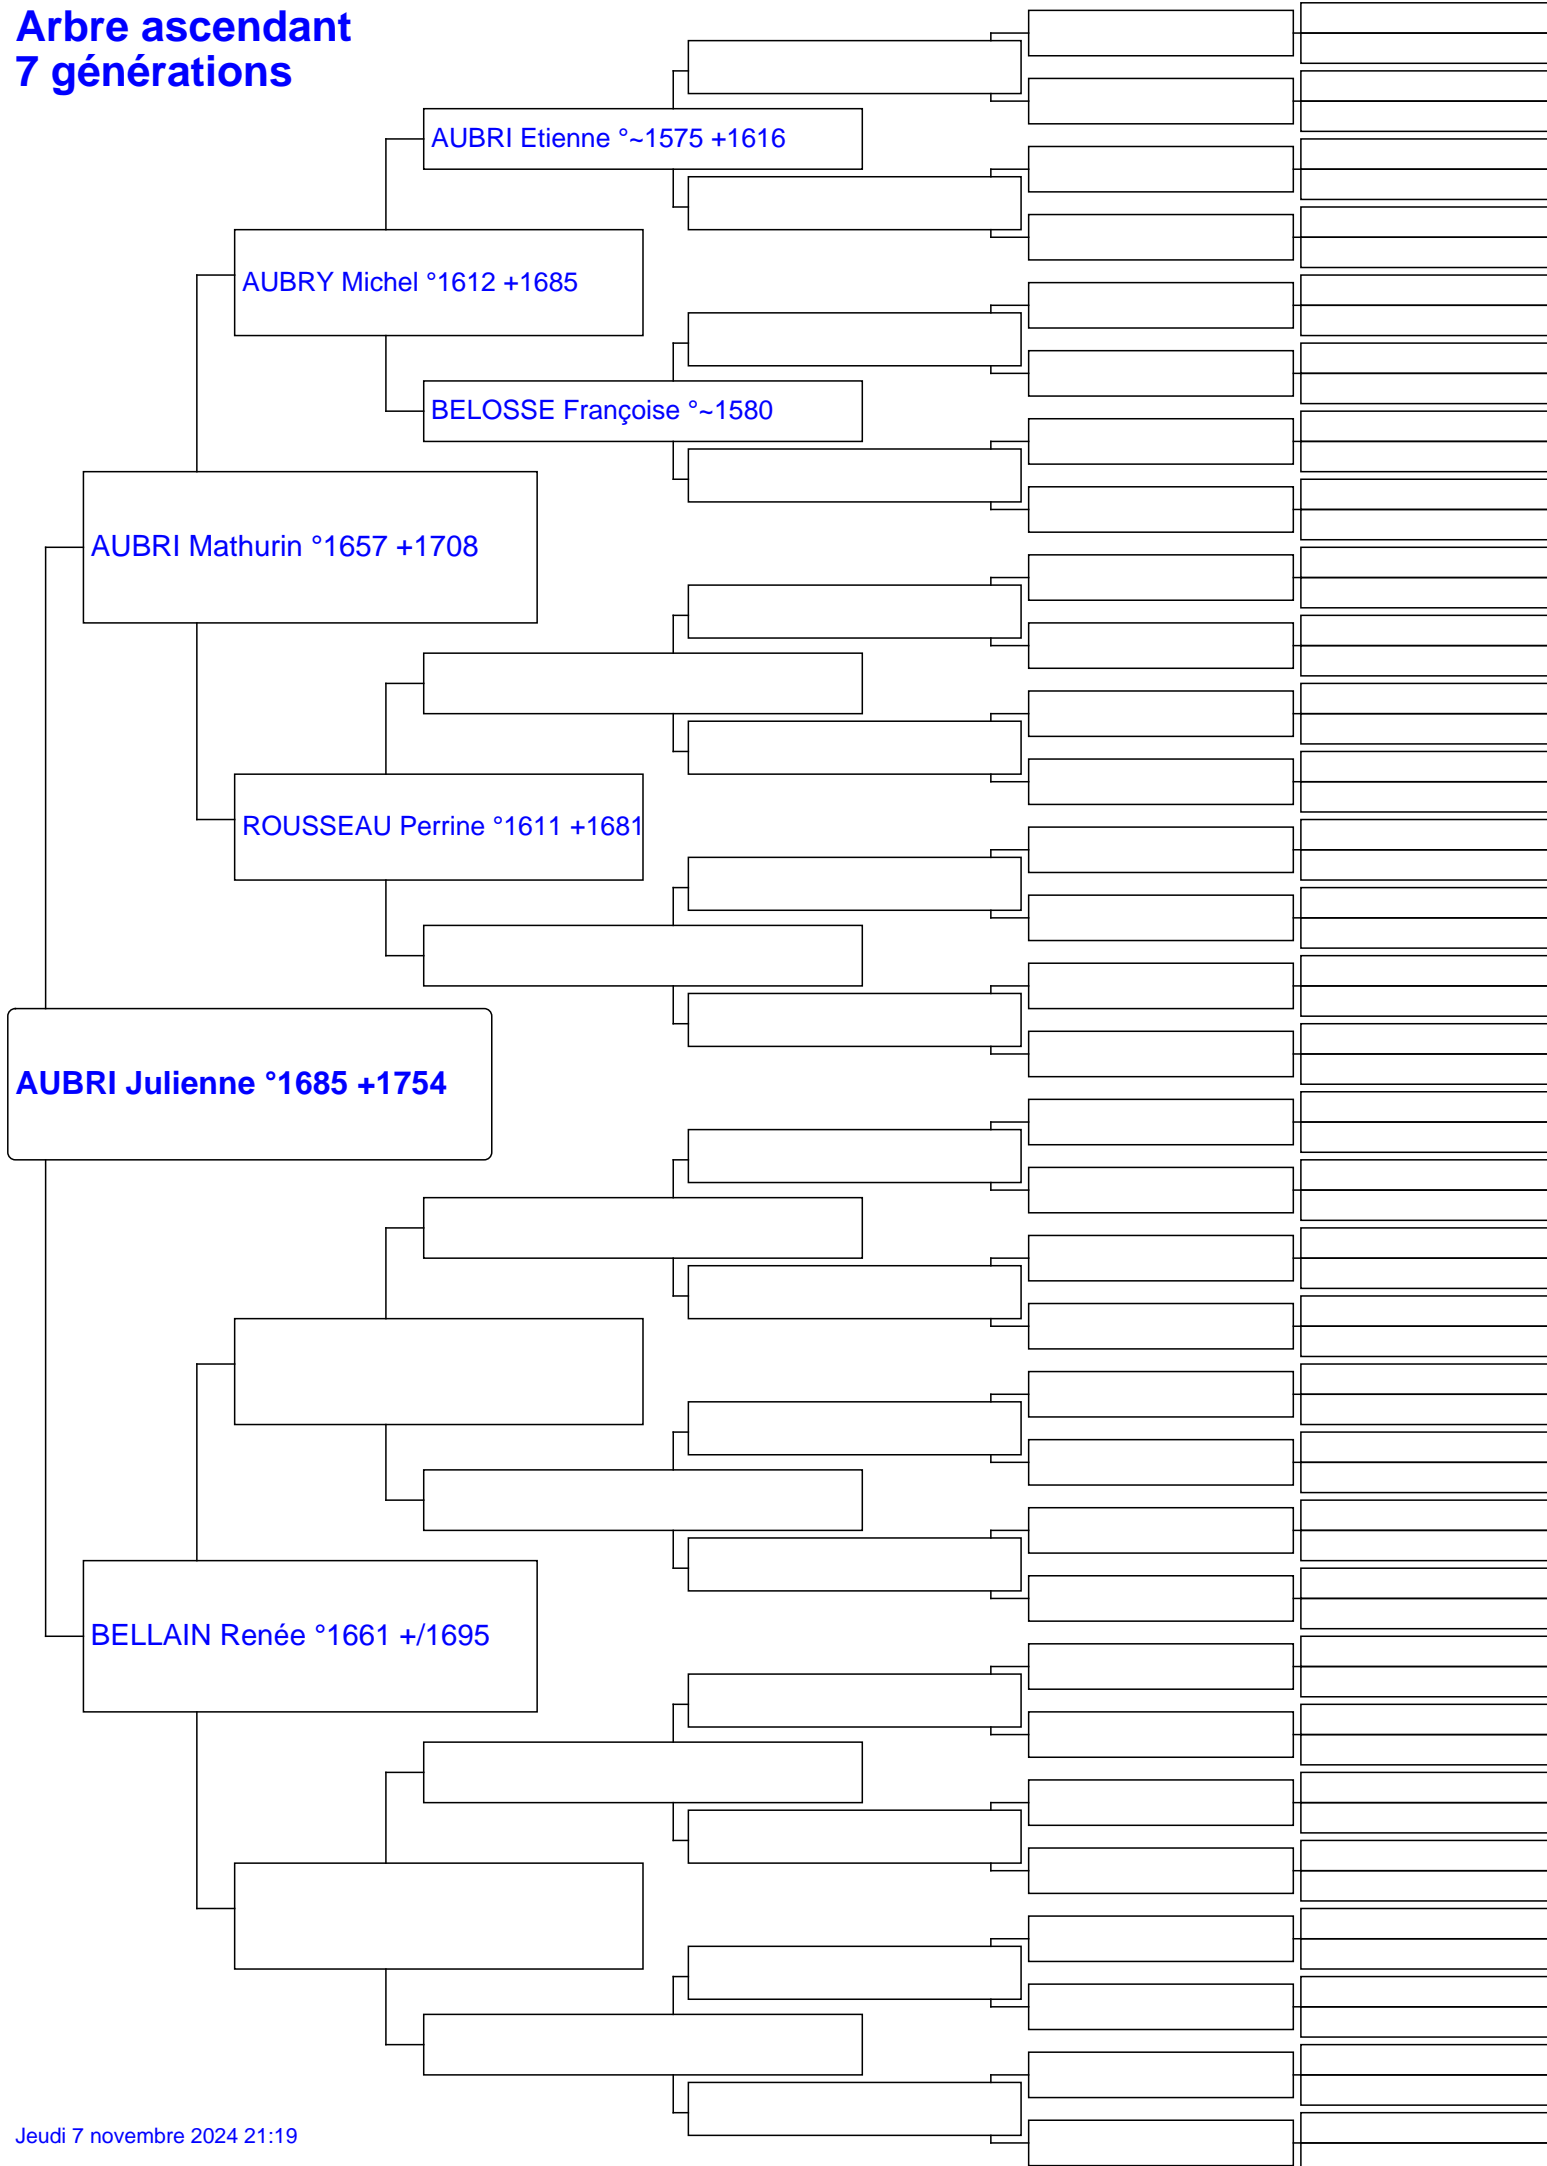 Arbre ascendant
7 générations
AUBRI Etienne °~1575 +1616
AUBRY Michel °1612 +1685
BELOSSE Françoise °~1580
AUBRI Mathurin °1657 +1708
ROUSSEAU Perrine °1611 +1681
AUBRI Julienne °1685 +1754
BELLAIN Renée °1661 +/1695
Jeudi 7 novembre 2024 21:19